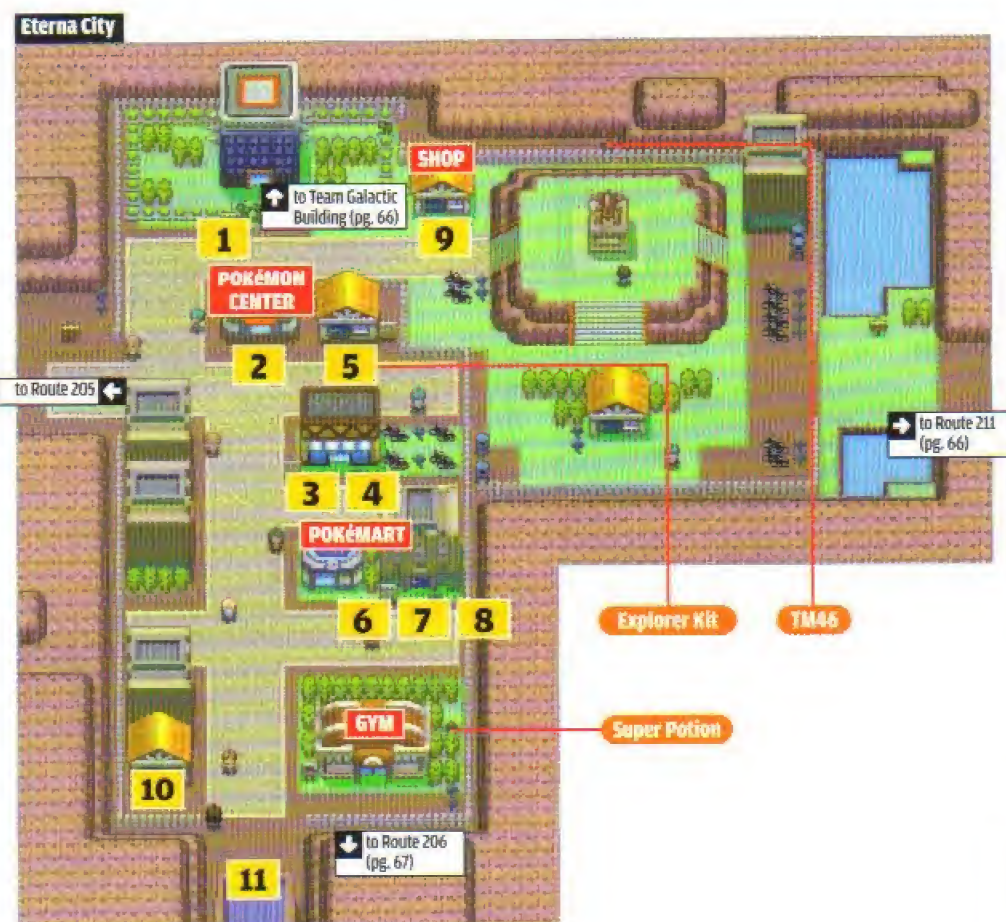 Eterna City
SHOP
to Team Galactic
Building (pg. 66)
1
9
POKéMON
CENTER
2
5
to Route 205
to Route 211
(pg. 66)
3
4
POKéMART
6
7
8
Explorer Kit
TM46
GYM
Super Potion
10
to Route 206
(pg. 67)
11